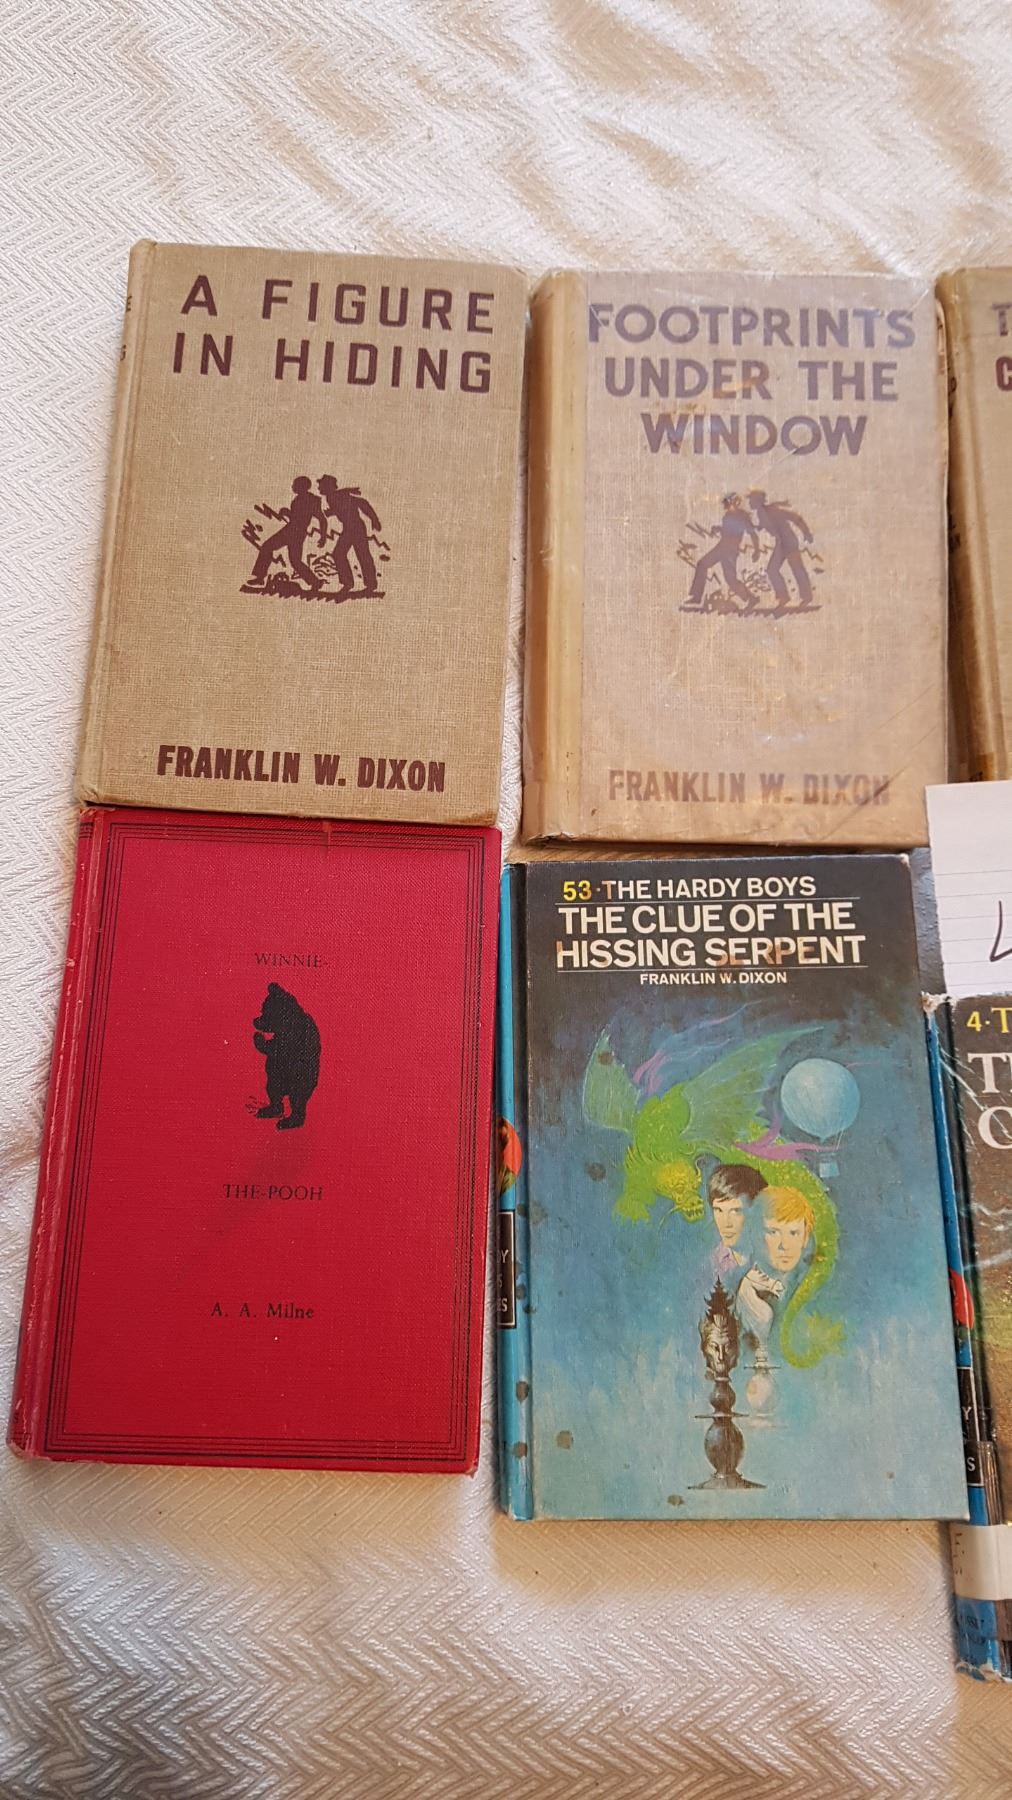 A FIGURE
IN HIDING
FRANKLIN W. DIXON
FOOTPRINTS
UNDER THE
WINDOW
FRANKLIN W. DIXON
WINNIE-
THE-POOH
A. A. Milne
53·THE HARDY BOYS
THE CLUE OF THE
HISSING SERPENT
FRANKLIN W. DIXON
4·T